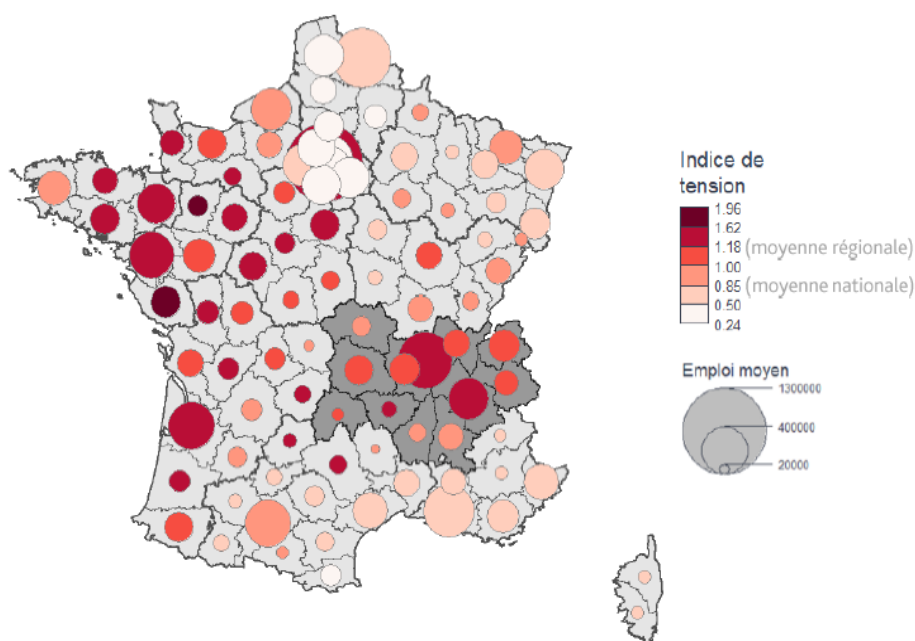 Indice de
tension
1.96
1.62
1.18 (moyenne régionale)
1.00
0.85 (moyenne nationale)
0.50
0.24
Emploi moyen
1300000
400000
20000